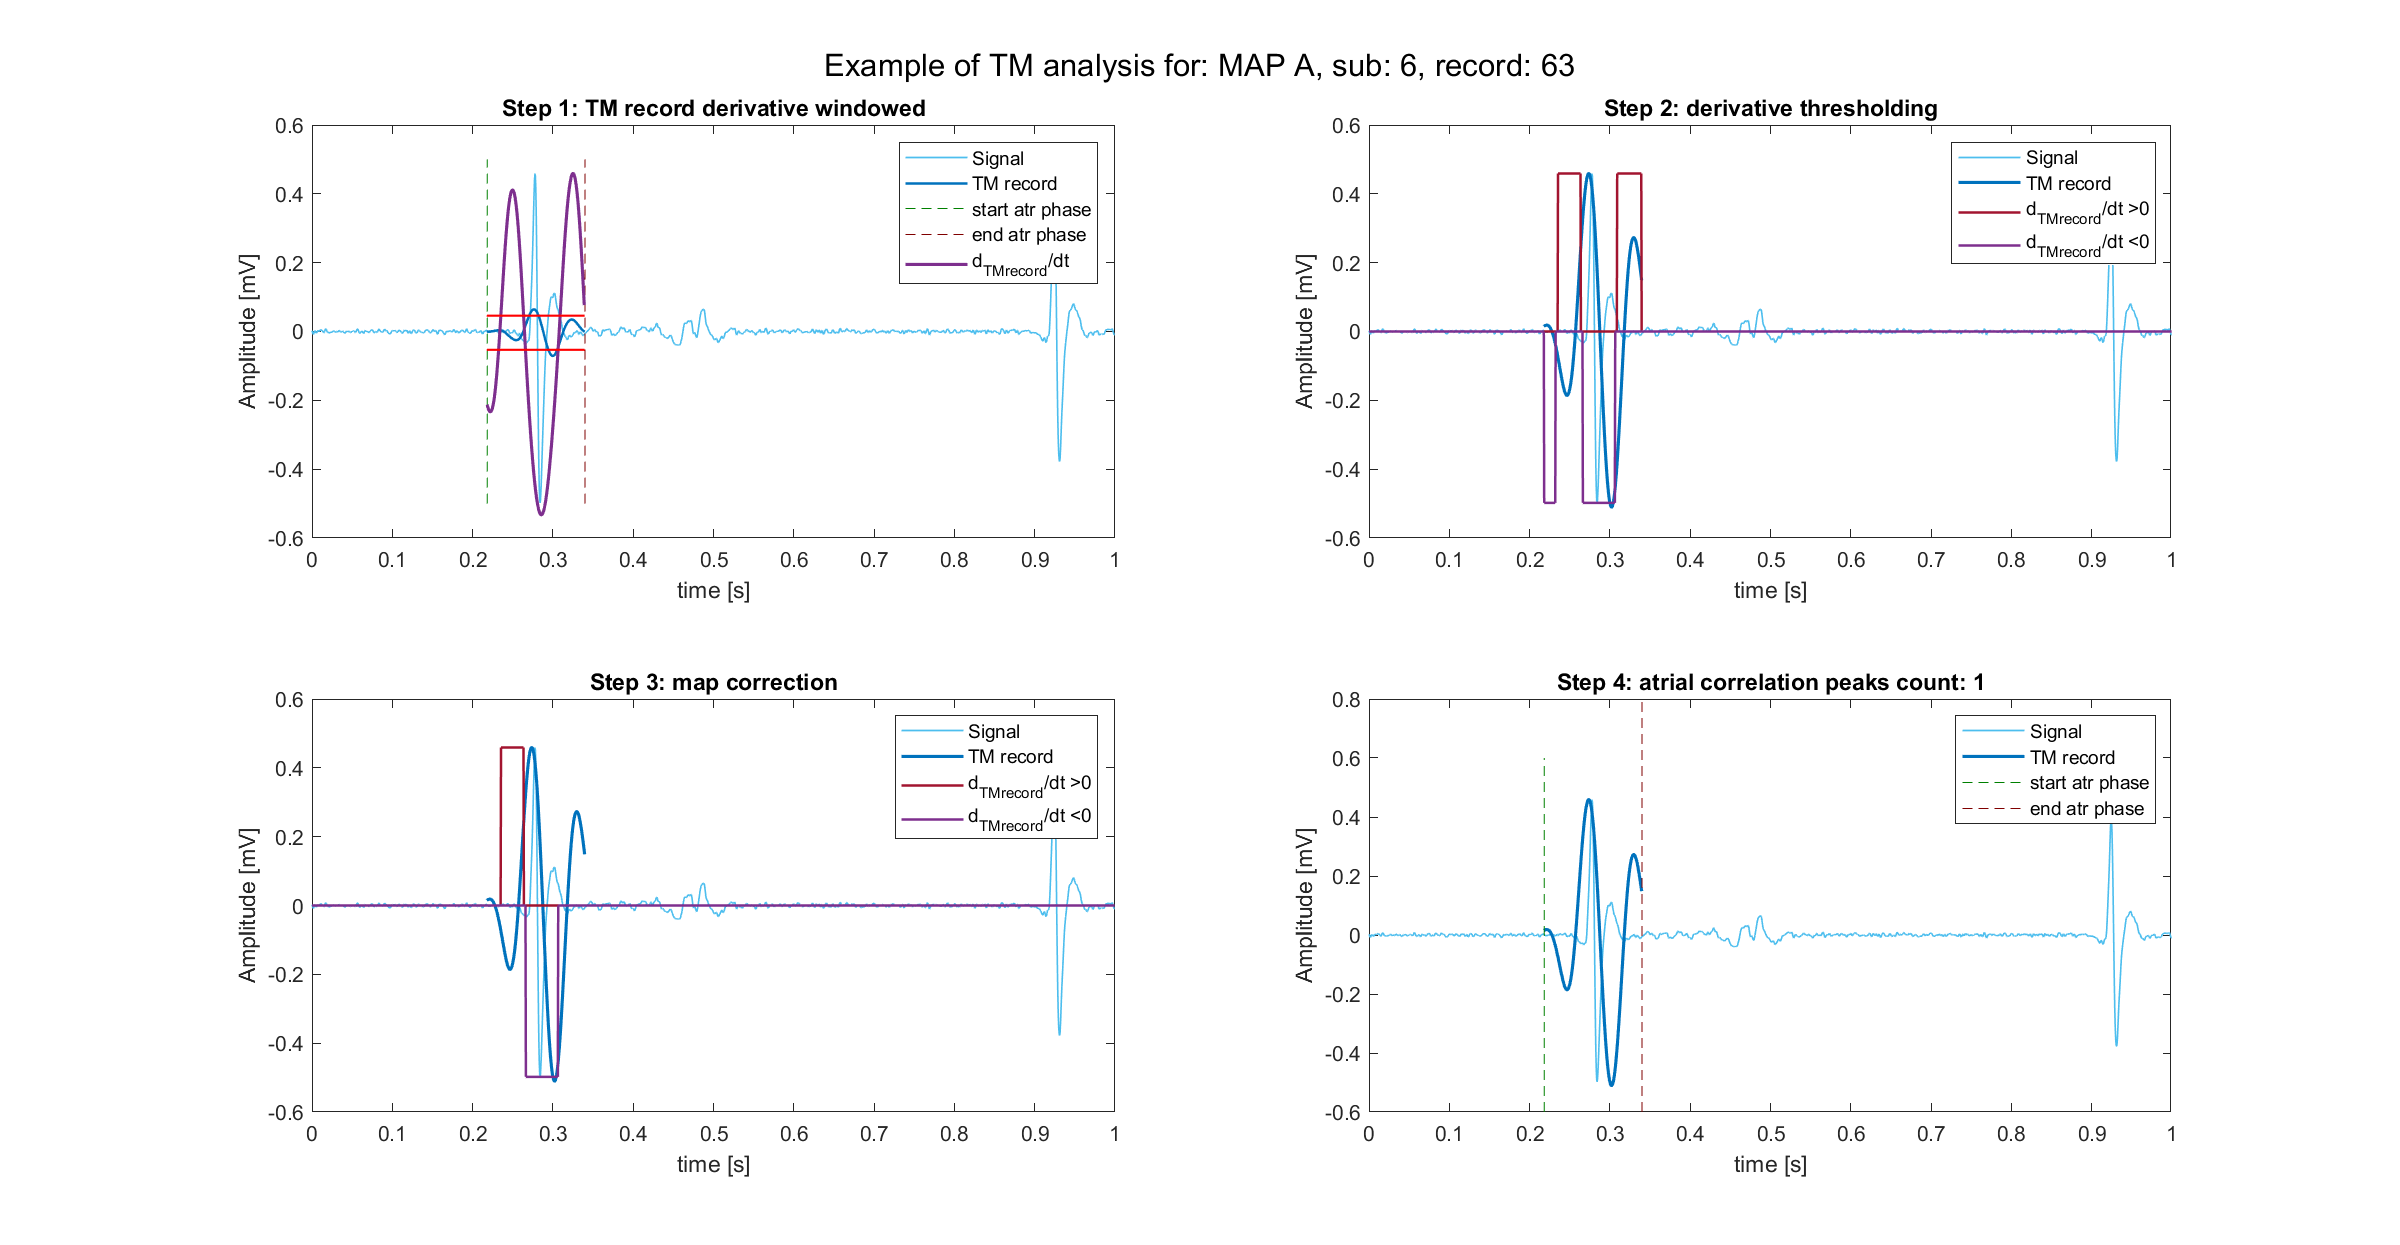 Example of TM analysis for: MAP A, sub: 6, record: 63
Step 1: TM record derivative windowed
0.6
0.4
0.2
0
-0.2
-0.4
-0.6
Amplitude [mV]
0 0.1 0.2 0.3 0.4 0.5 0.6 0.7 0.8 0.9 1
time [s]
Signal
TM record
start atr phase
end atr phase
dTMrecord/dt
Step 2: derivative thresholding
0.6
0.4
0.2
0
-0.2
-0.4
-0.6
Amplitude [mV]
0 0.1 0.2 0.3 0.4 0.5 0.6 0.7 0.8 0.9 1
time [s]
Signal
TM record
dTMrecord/dt >0
dTMrecord/dt <0
Step 3: map correction
0.6
0.4
0.2
0
-0.2
-0.4
-0.6
Amplitude [mV]
0 0.1 0.2 0.3 0.4 0.5 0.6 0.7 0.8 0.9 1
time [s]
Signal
TM record
dTMrecord/dt >0
dTMrecord/dt <0
Step 4: atrial correlation peaks count: 1
0.8
0.6
0.4
0.2
0
-0.2
-0.4
-0.6
Amplitude [mV]
0 0.1 0.2 0.3 0.4 0.5 0.6 0.7 0.8 0.9 1
time [s]
Signal
TM record
start atr phase
end atr phase